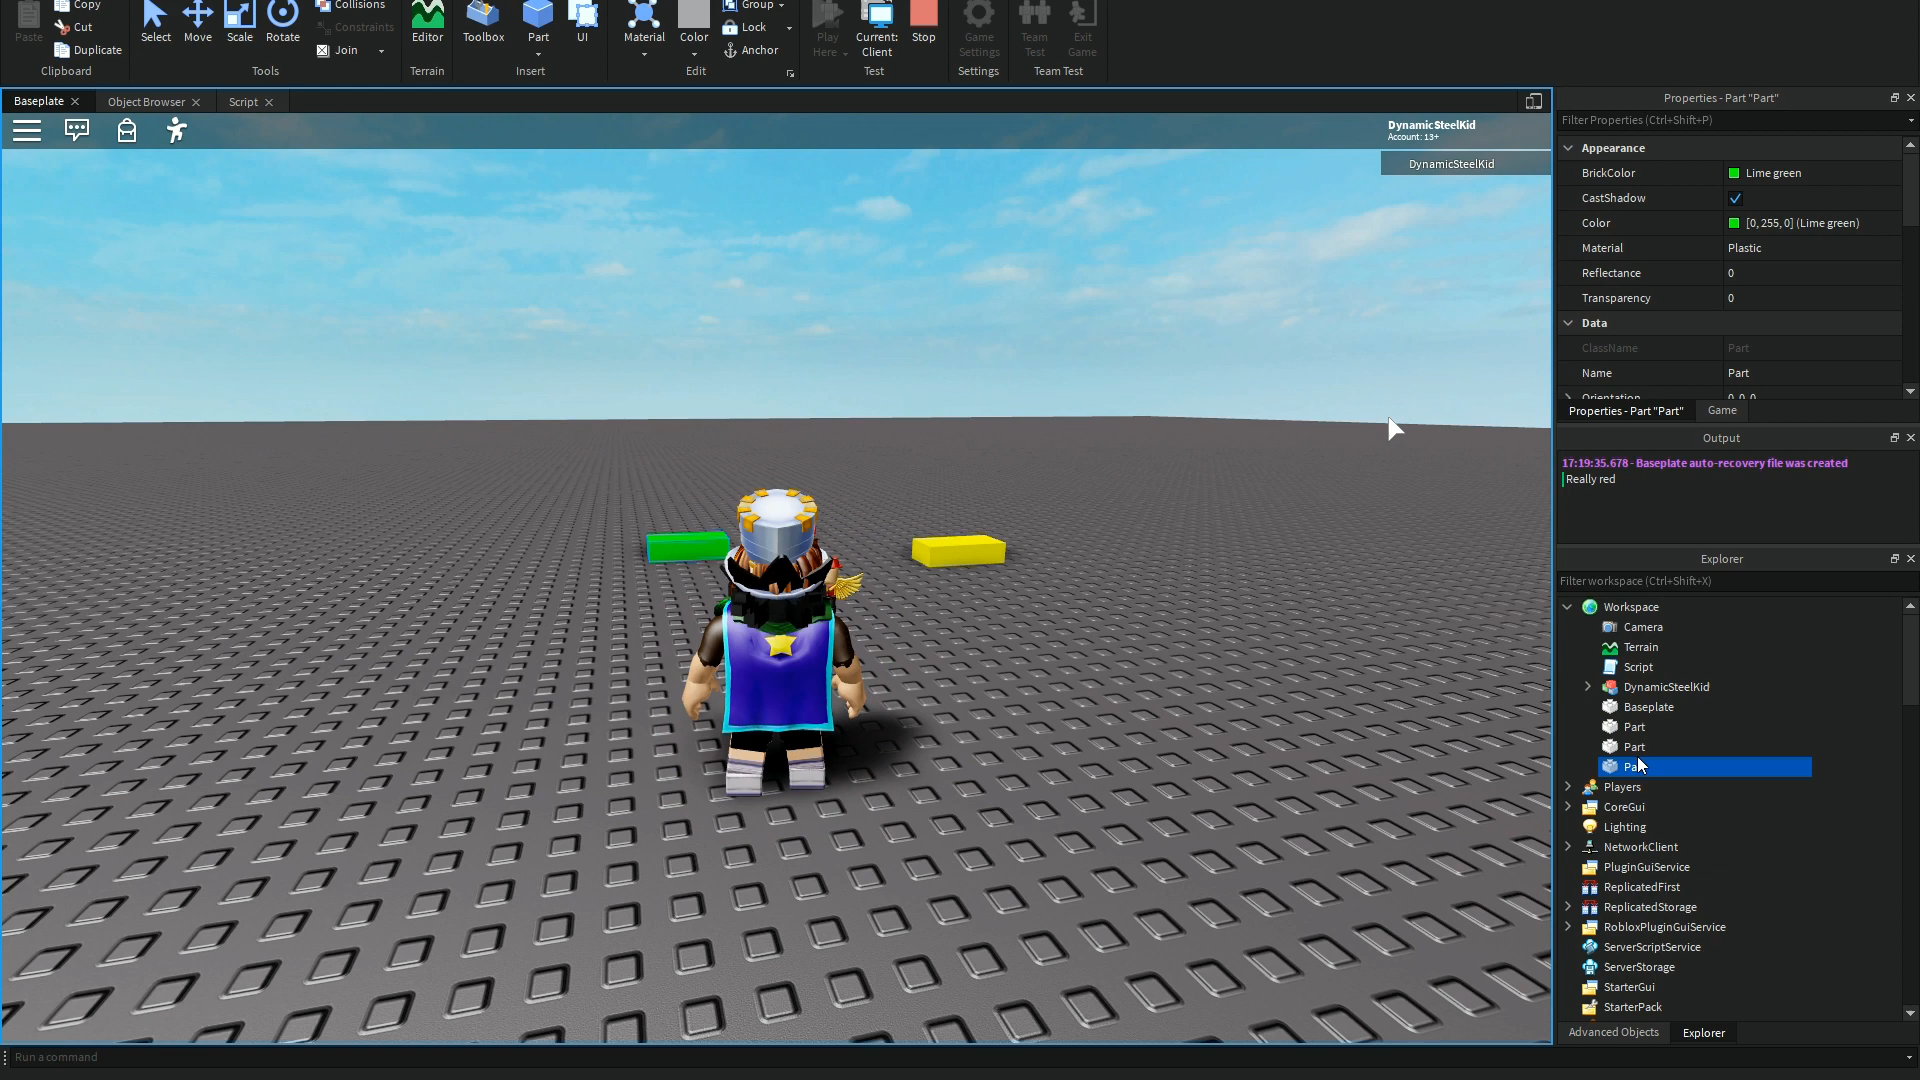 Copy
Collisions
Group
Paste
Cut
Select
Move
Scale
Rotate
Constraints
Editor
Toolbox
Part
UI
Material
Color
Lock
Play
Here
Current:
Client
Stop
Game
Settings
Team
Test
Exit
Game
Duplicate
Join
Anchor
Clipboard
Tools
Terrain
Insert
Edit
Test
Settings
Team Test
Baseplate
Object Browser
Script
DynamicSteelKid
Account: 13+
DynamicSteelKid
Properties - Part "Part"
Filter Properties (Ctrl+Shift+P)
Appearance
BrickColor Lime green
CastShadow
Color [0, 255, 0] (Lime green)
Material Plastic
Reflectance 0
Transparency 0
Data
ClassName Part
Name Part
Orientation 0, 0, 0
Properties - Part "Part" Game
Output
17:19:35.678 - Baseplate auto-recovery file was created
Really red
Explorer
Filter workspace (Ctrl+Shift+X)
Workspace
Camera
Terrain
Script
DynamicSteelKid
Baseplate
Part
Part
Part
Players
CoreGui
Lighting
NetworkClient
PluginGuiService
ReplicatedFirst
ReplicatedStorage
RobloxPluginGuiService
ServerScriptService
ServerStorage
StarterGui
StarterPack
Advanced Objects Explorer
Run a command